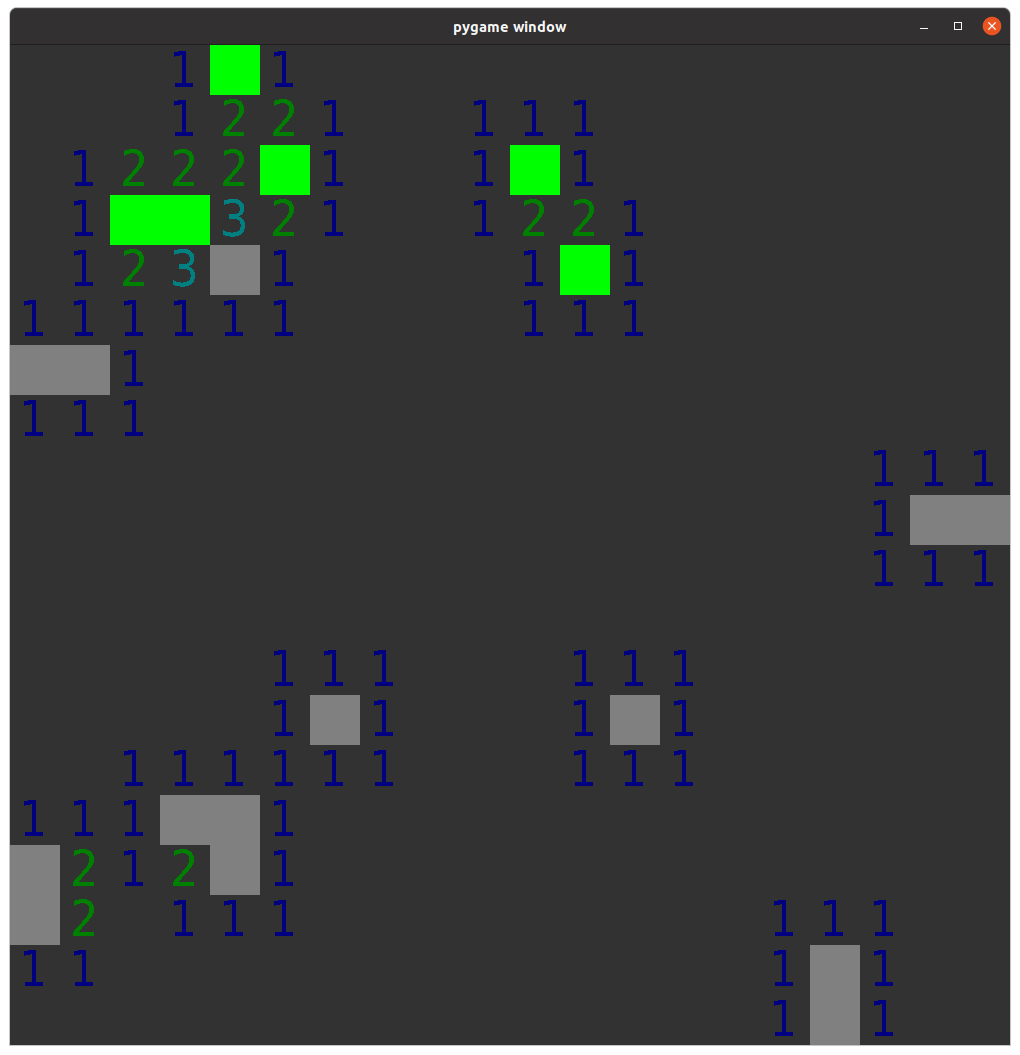 pygame window
1 1
1 2 2 1 1 1 1
1 2 2 2 1 1 1
1 3 2 1 1 2 2 1
1 2 3 1 1 1
1 1 1 1 1 1 1 1 1
1
1 1 1
1 1 1
1
1 1 1
1 1 1 1 1 1
1 1 1 1
1 1 1 1 1 1 1 1 1
1 1 1 1
2 1 2 1
2 1 1 1 1 1 1
1 1 1 1
1 1